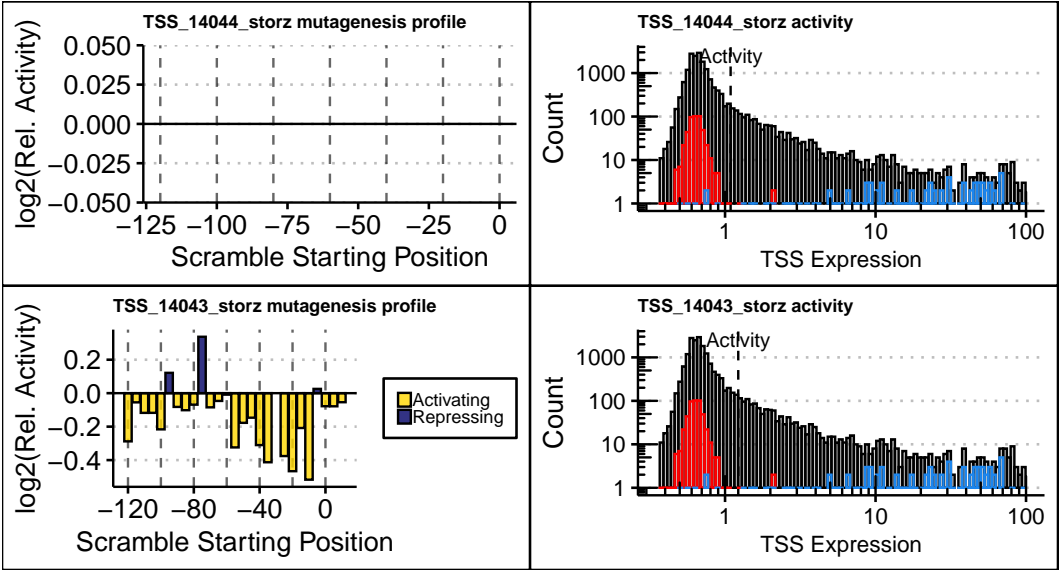 TSS_14044_storz mutagenesis profile
log2(Rel. Activity)
0.050
0.025
0.000
−0.025
−0.050
−125 −100 −75 −50 −25 0
Scramble Starting Position
TSS_14044_storz activity
Activity
Count
1000
100
10
1
1 10 100
TSS Expression
TSS_14043_storz mutagenesis profile
log2(Rel. Activity)
0.2
0.0
−0.2
−0.4
−120 −80 −40 0
Scramble Starting Position
Activating
Repressing
TSS_14043_storz activity
Activity
Count
1000
100
10
1
1 10 100
TSS Expression